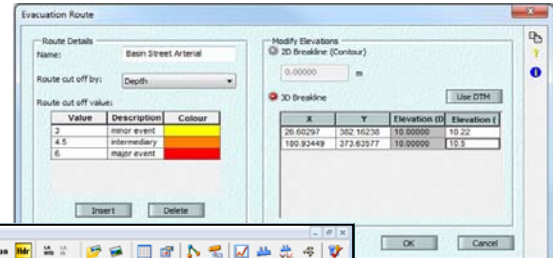 Evacuation Route
Route Details
Name: Basin Street Arterial
Route cut off by: Depth
Route cut off value:
Value Description Colour
3 minor event
4.5 intermediary
6 major event
Insert Delete
Modify Elevations
2D Breakline (Contour)
0.00000 m
3D Breakline
Use DTM
X Y Elevation (D Elevation (
26.60297 382.16238 10.00000 10.22
180.93449 373.63577 10.00000 10.5
OK Cancel
Hdr